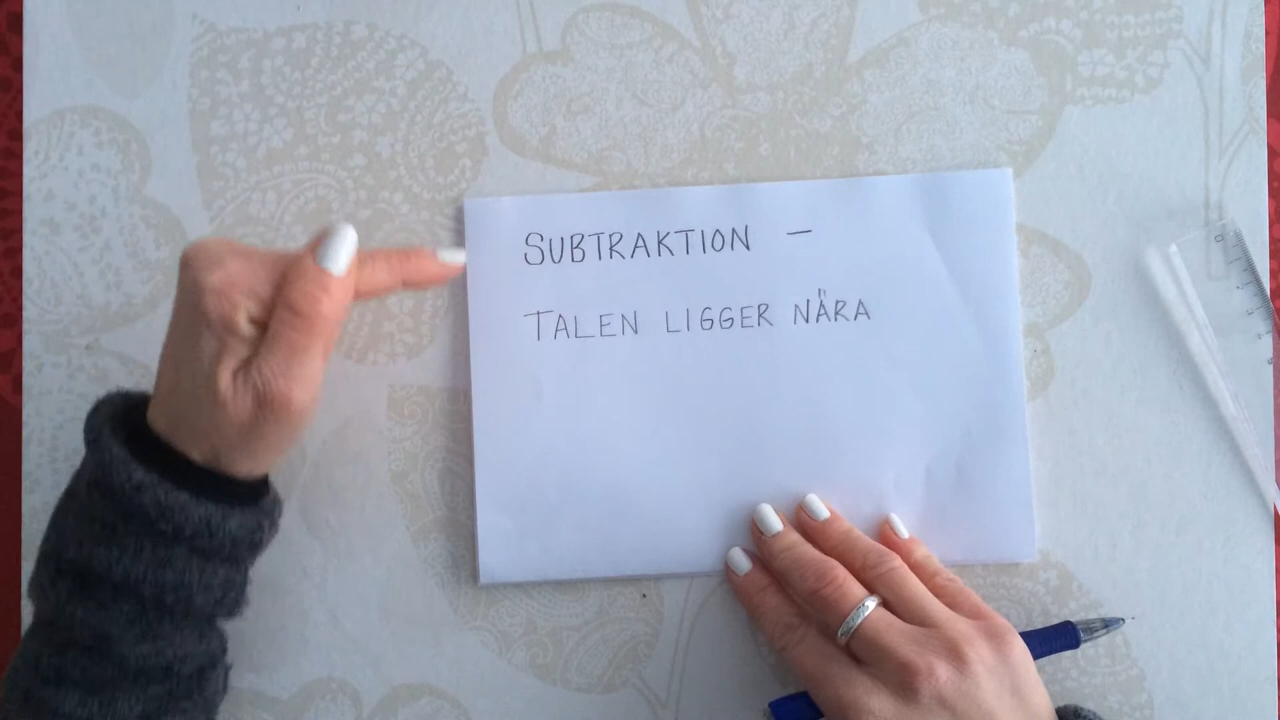 SUBTRAKTION –
TALEN LIGGER NÄRA